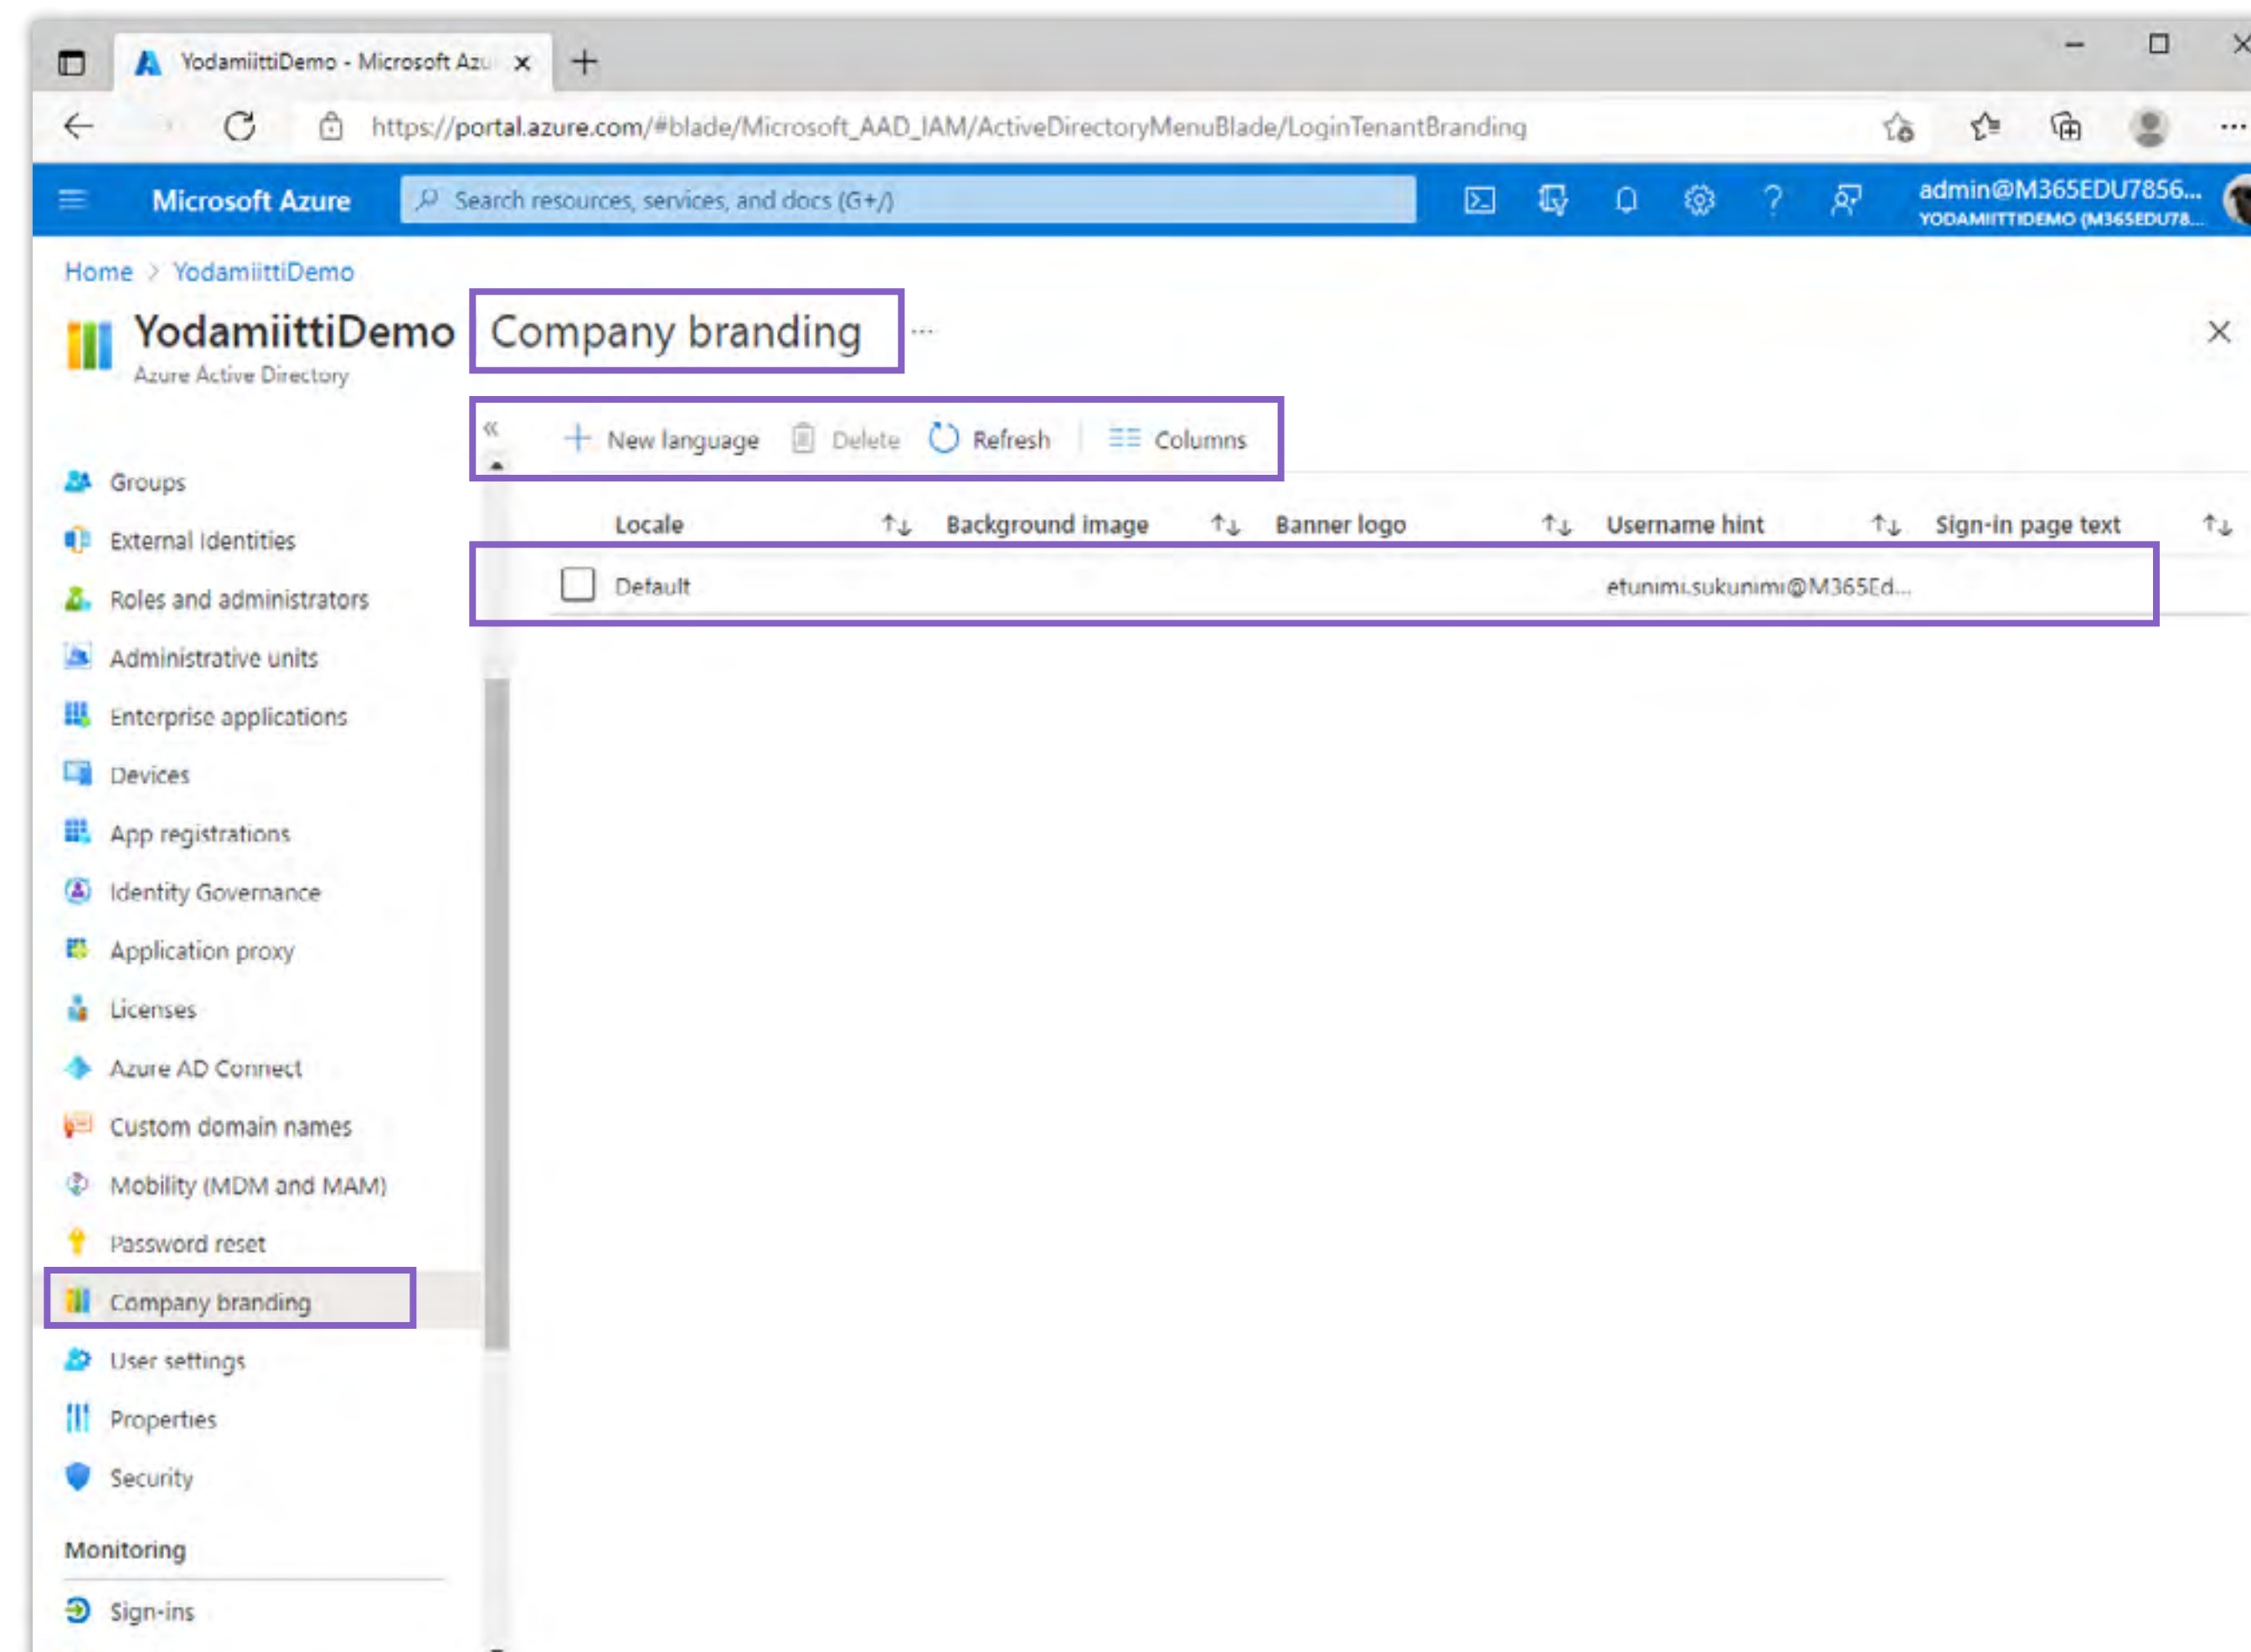 YodamiittiDemo - Microsoft Azu
https://portal.azure.com/#blade/Microsoft_AAD_IAM/ActiveDirectoryMenuBlade/LoginTenantBranding
Microsoft Azure
Search resources, services, and docs (G+/)
admin@M365EDU7856...
YODAMIITTIDEMO (M365EDU78...
Home > YodamiittiDemo
YodamiittiDemo Company branding ...
Azure Active Directory
« + New language Delete Refresh Columns
Locale Background image Banner logo Username hint Sign-in page text
Default etunimi.sukunimi@M365Ed...
Groups
External Identities
Roles and administrators
Administrative units
Enterprise applications
Devices
App registrations
Identity Governance
Application proxy
Licenses
Azure AD Connect
Custom domain names
Mobility (MDM and MAM)
Password reset
Company branding
User settings
Properties
Security
Monitoring
Sign-ins